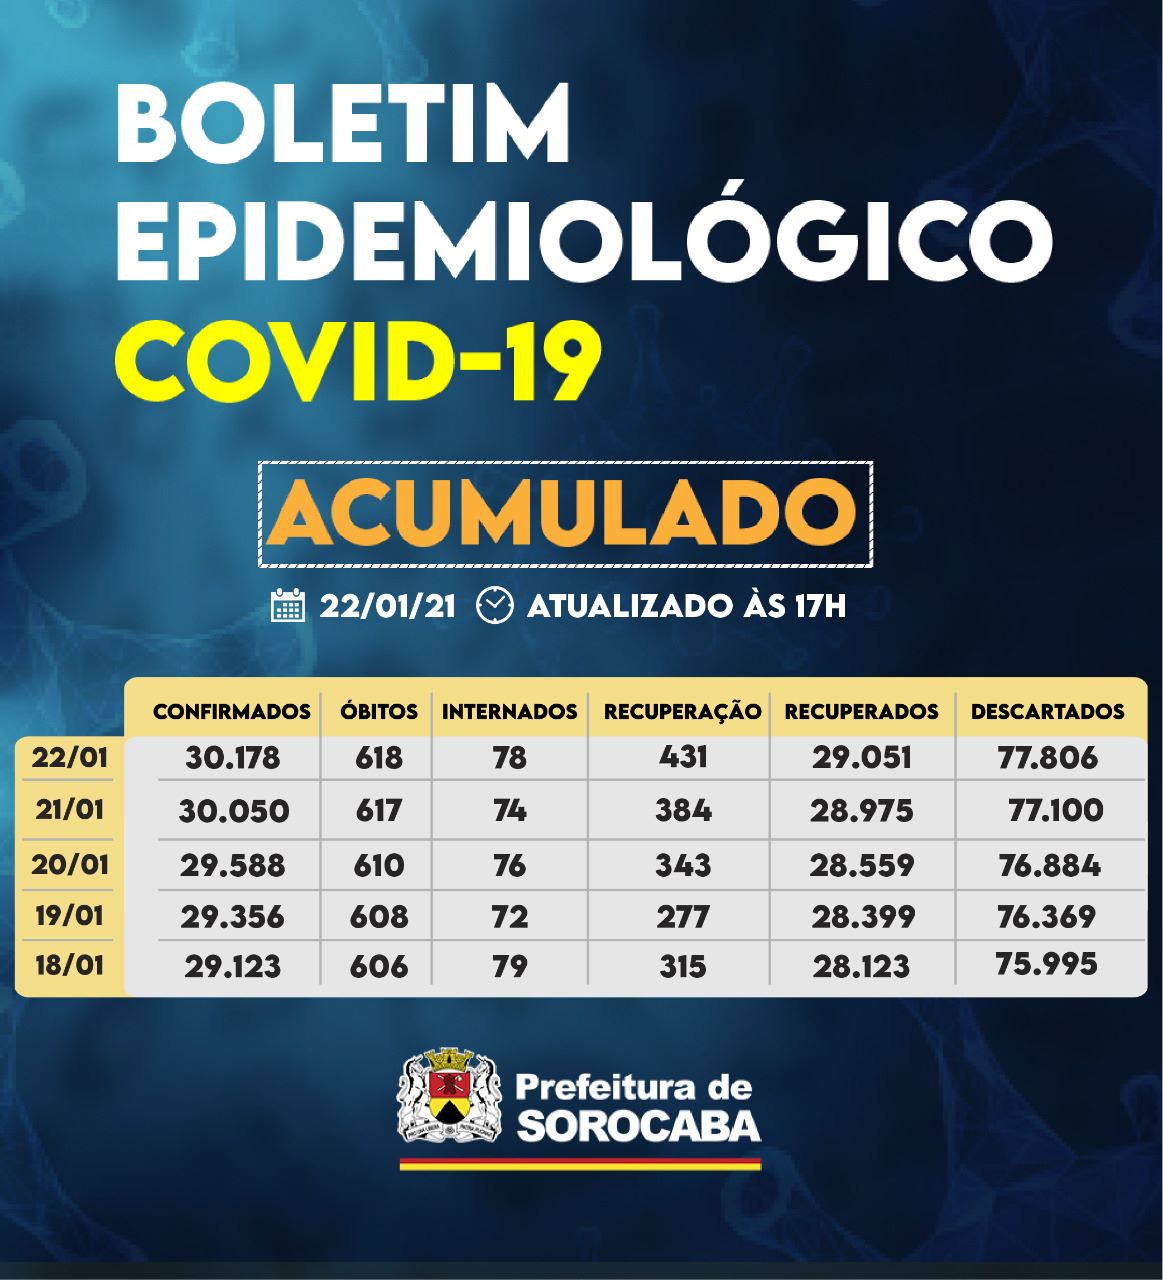 BOLETIM
EPIDEMIOLÓGICO
COVID-19
ACUMULADO
22/01/21 ATUALIZADO ÀS 17H
CONFIRMADOS ÓBITOS INTERNADOS RECUPERAÇÃO RECUPERADOS DESCARTADOS
22/01 30.178 618 78 431 29.051 77.806
21/01 30.050 617 74 384 28.975 77.100
20/01 29.588 610 76 343 28.559 76.884
19/01 29.356 608 72 277 28.399 76.369
18/01 29.123 606 79 315 28.123 75.995
Prefeitura de
SOROCABA